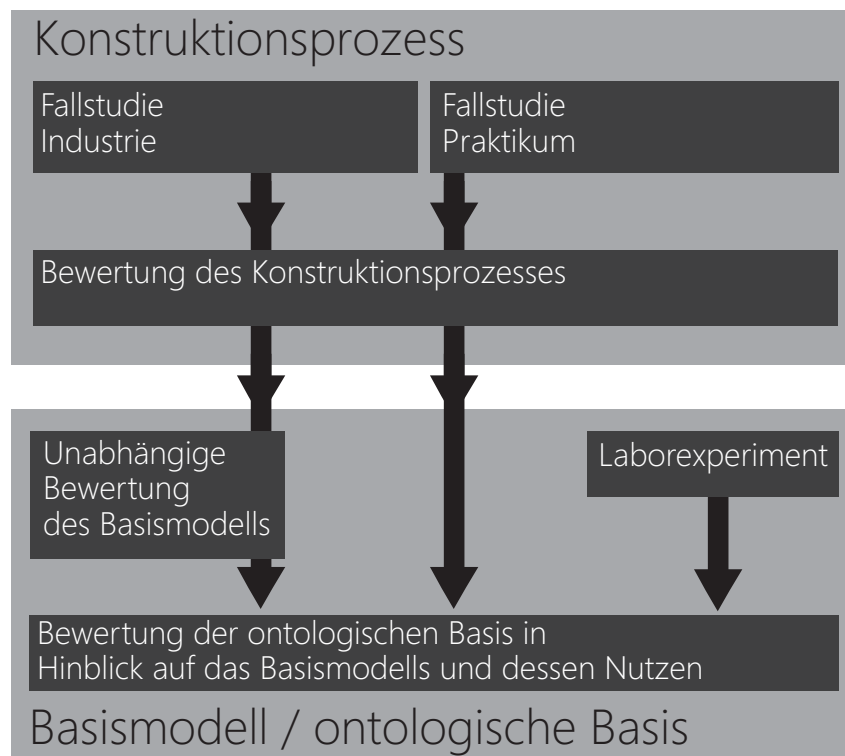 Konstruktionsprozess
Fallstudie
Industrie
Fallstudie
Praktikum
Bewertung des Konstruktionsprozesses
Unabhängige
Bewertung
des Basismodells
Laborexperiment
Bewertung der ontologischen Basis in
Hinblick auf das Basismodells und dessen Nutzen
Basismodell / ontologische Basis